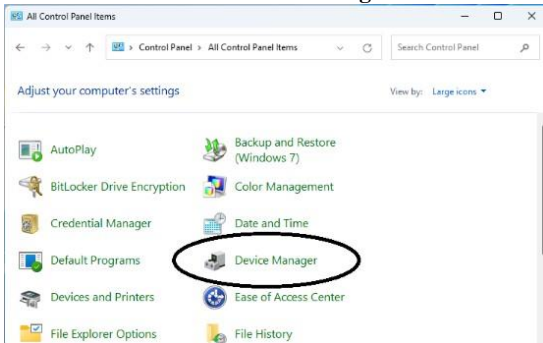 All Control Panel Items
Control Panel > All Control Panel Items
Search Control Panel
Adjust your computer's settings
View by: Large icons
AutoPlay
Backup and Restore
(Windows 7)
BitLocker Drive Encryption
Color Management
Credential Manager
Date and Time
Default Programs
Device Manager
Devices and Printers
Ease of Access Center
File Explorer Options
File History